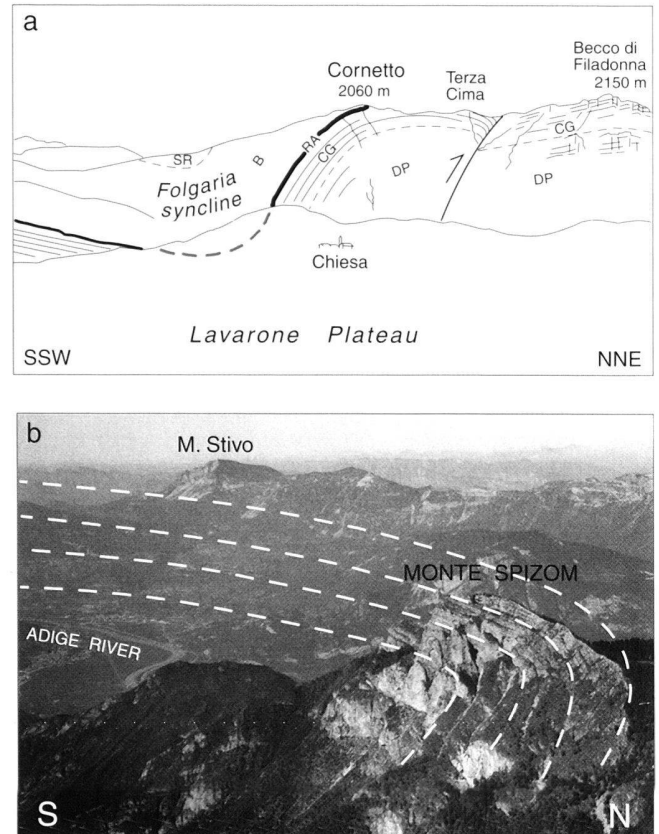 a
Becco di
Filadonna
2150 m
Cornetto
2060 m
Terza
Cima
SR
B
RA
CG
CG
DP
DP
Folgaria
syncline
Chiesa
Lavarone Plateau
SSW
NNE
b
M. Stivo
MONTE SPIZOM
ADIGE RIVER
S
N